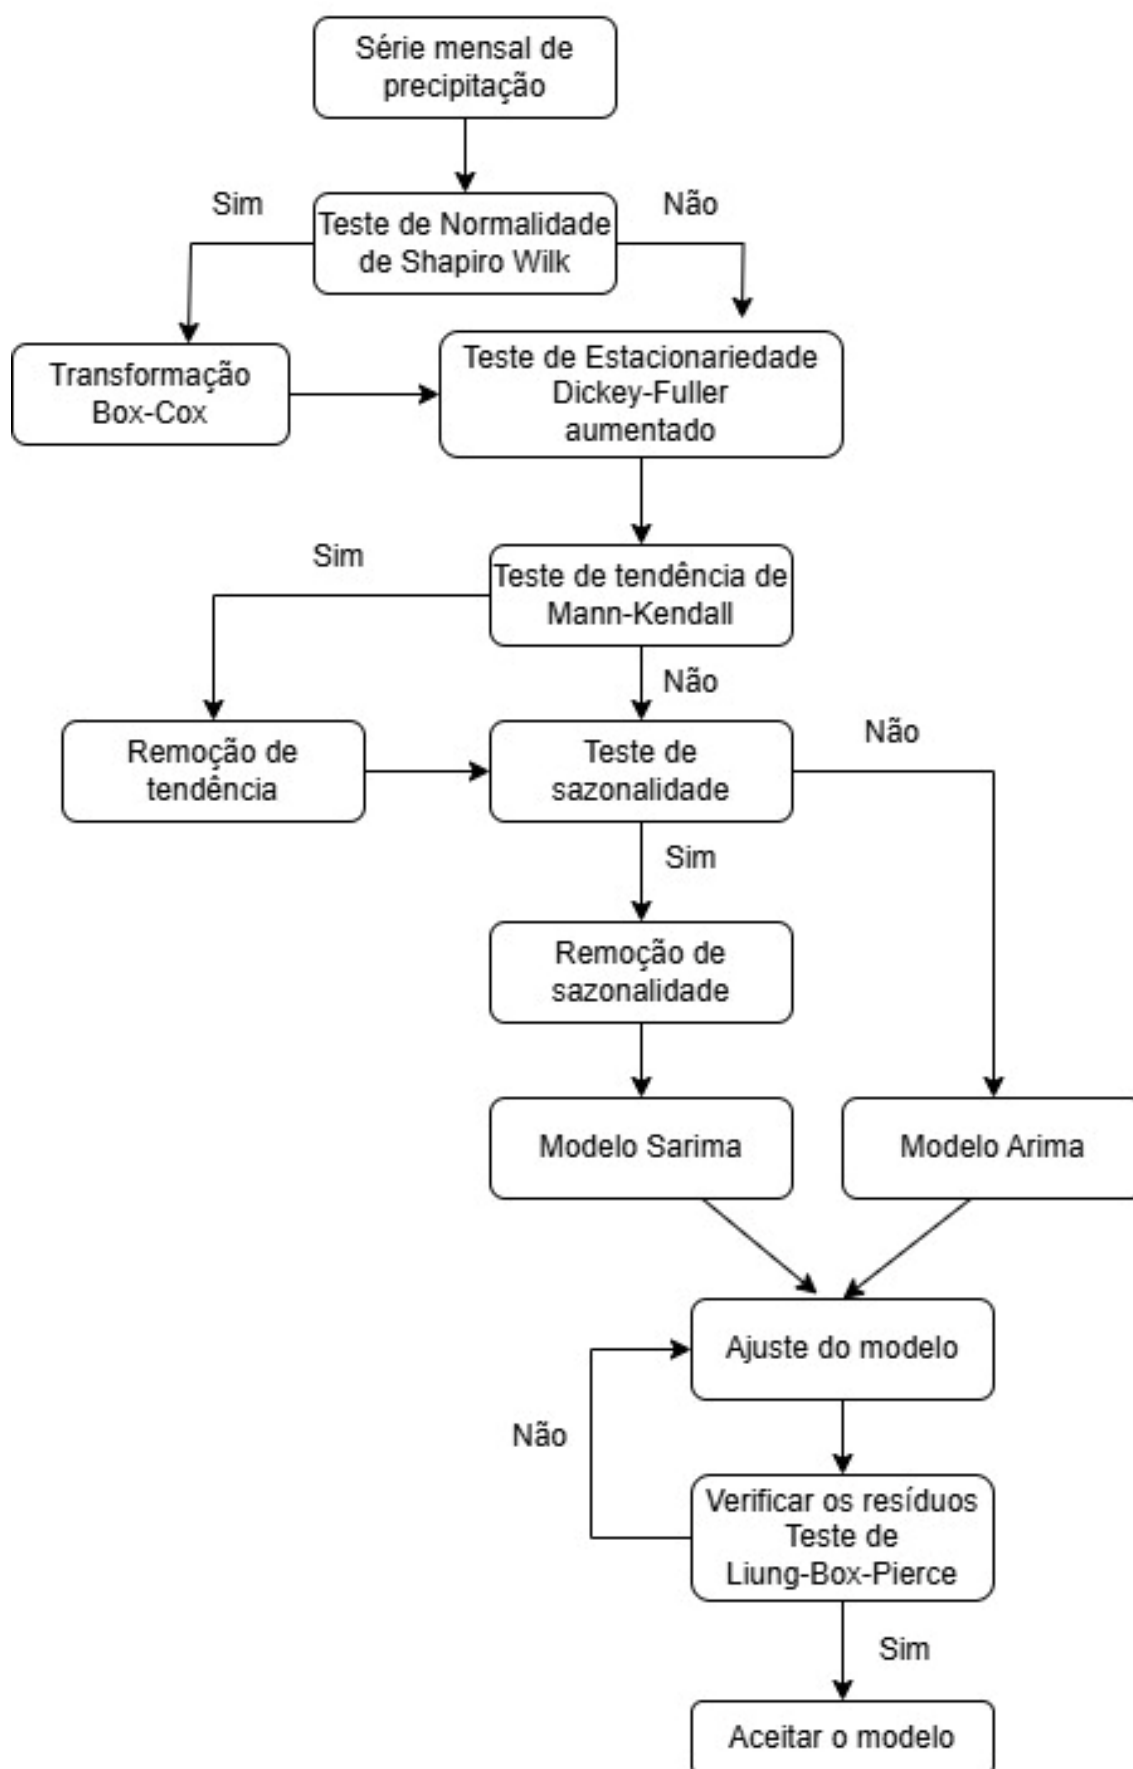 Série mensal de
precipitação
Sim
Não
Teste de Normalidade
de Shapiro Wilk
Transformação
Box-Cox
Teste de Estacionariedade
Dickey-Fuller
aumentado
Sim
Teste de tendência de
Mann-Kendall
Não
Remoção de
tendência
Teste de
sazonalidade
Não
Sim
Remoção de
sazonalidade
Modelo Sarima
Modelo Arima
Ajuste do modelo
Não
Verificar os resíduos
Teste de
Liung-Box-Pierce
Sim
Aceitar o modelo